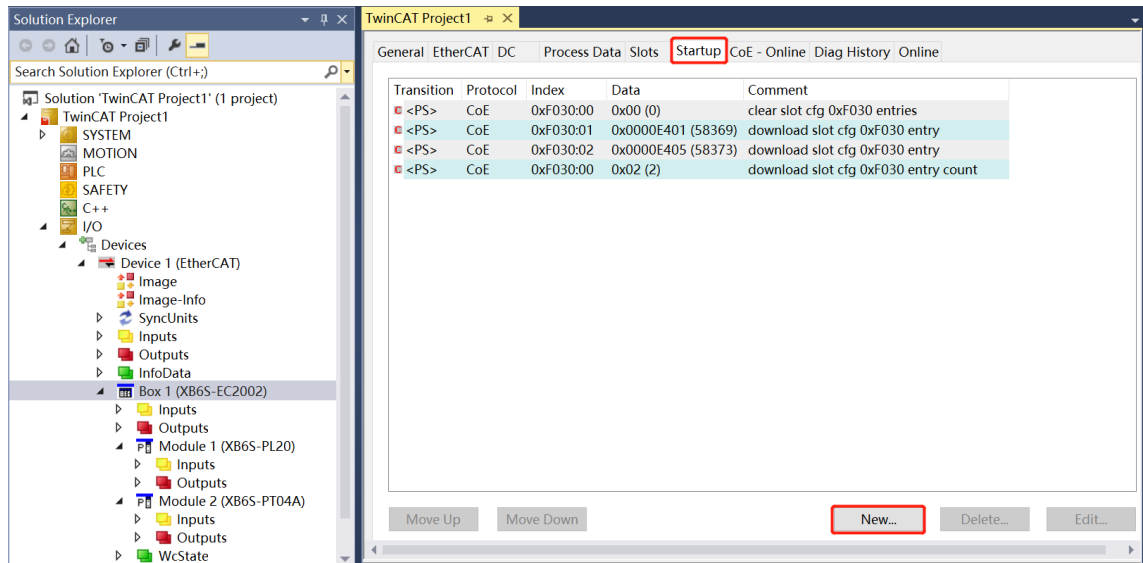 Solution Explorer
Search Solution Explorer (Ctrl+;)
Solution 'TwinCAT Project1' (1 project)
TwinCAT Project1
SYSTEM
MOTION
PLC
SAFETY
C++
I/O
Devices
Device 1 (EtherCAT)
Image
Image-Info
SyncUnits
Inputs
Outputs
InfoData
Box 1 (XB6S-EC2002)
Inputs
Outputs
Module 1 (XB6S-PL20)
Inputs
Outputs
Module 2 (XB6S-PT04A)
Inputs
Outputs
WcState
TwinCAT Project1
General EtherCAT DC Process Data Slots Startup CoE - Online Diag History Online
Transition Protocol Index Data Comment
C <PS> CoE 0xF030:00 0x00 (0) clear slot cfg 0xF030 entries
C <PS> CoE 0xF030:01 0x0000E401 (58369) download slot cfg 0xF030 entry
C <PS> CoE 0xF030:02 0x0000E405 (58373) download slot cfg 0xF030 entry
C <PS> CoE 0xF030:00 0x02 (2) download slot cfg 0xF030 entry count
Move Up Move Down New... Delete... Edit...